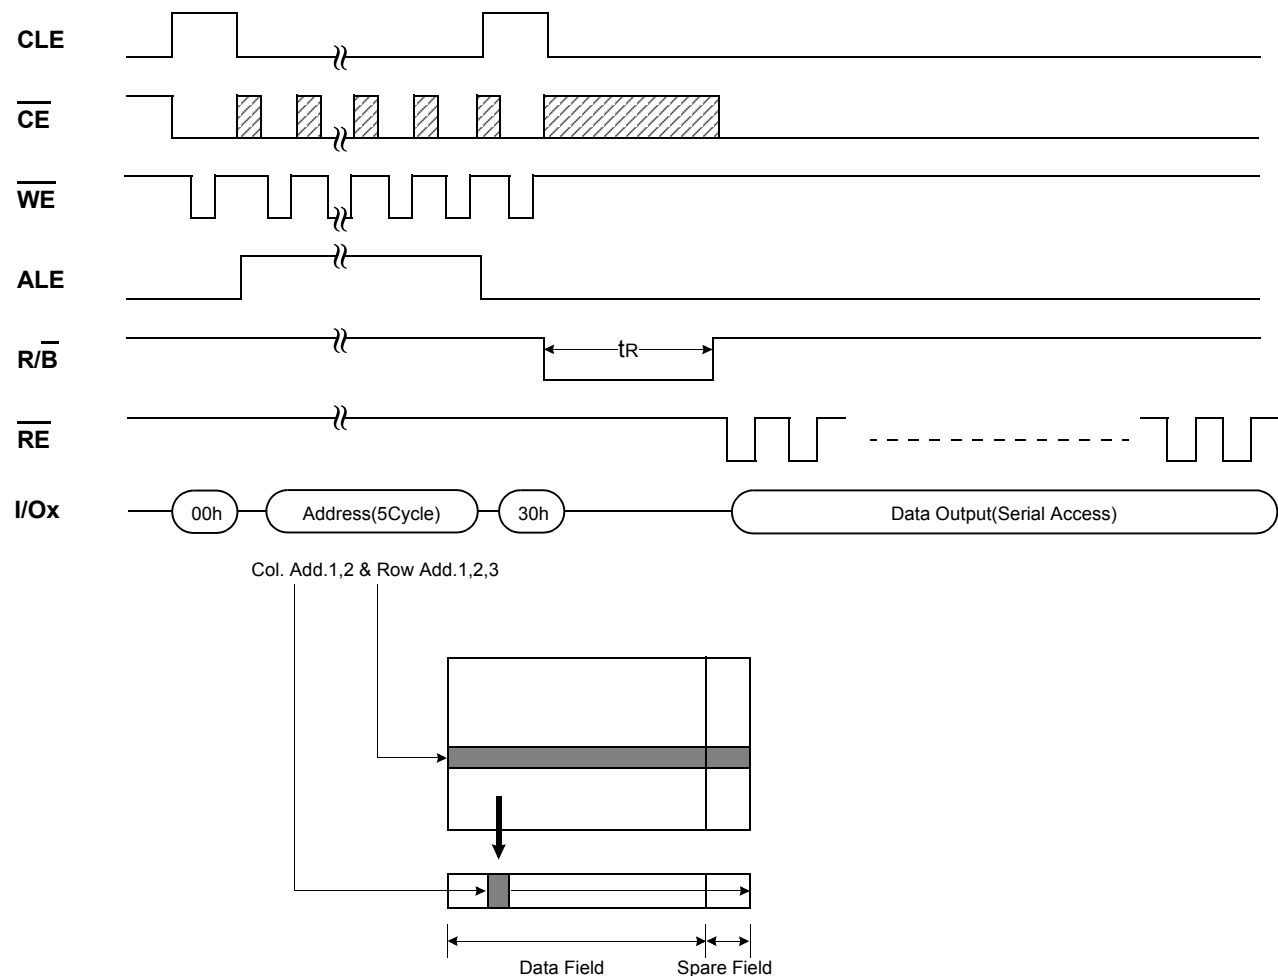 CLE
CE
WE
ALE
R/B
tR
RE
I/Ox
00h
Address(5Cycle)
30h
Data Output(Serial Access)
Col. Add.1,2 & Row Add.1,2,3
Data Field
Spare Field